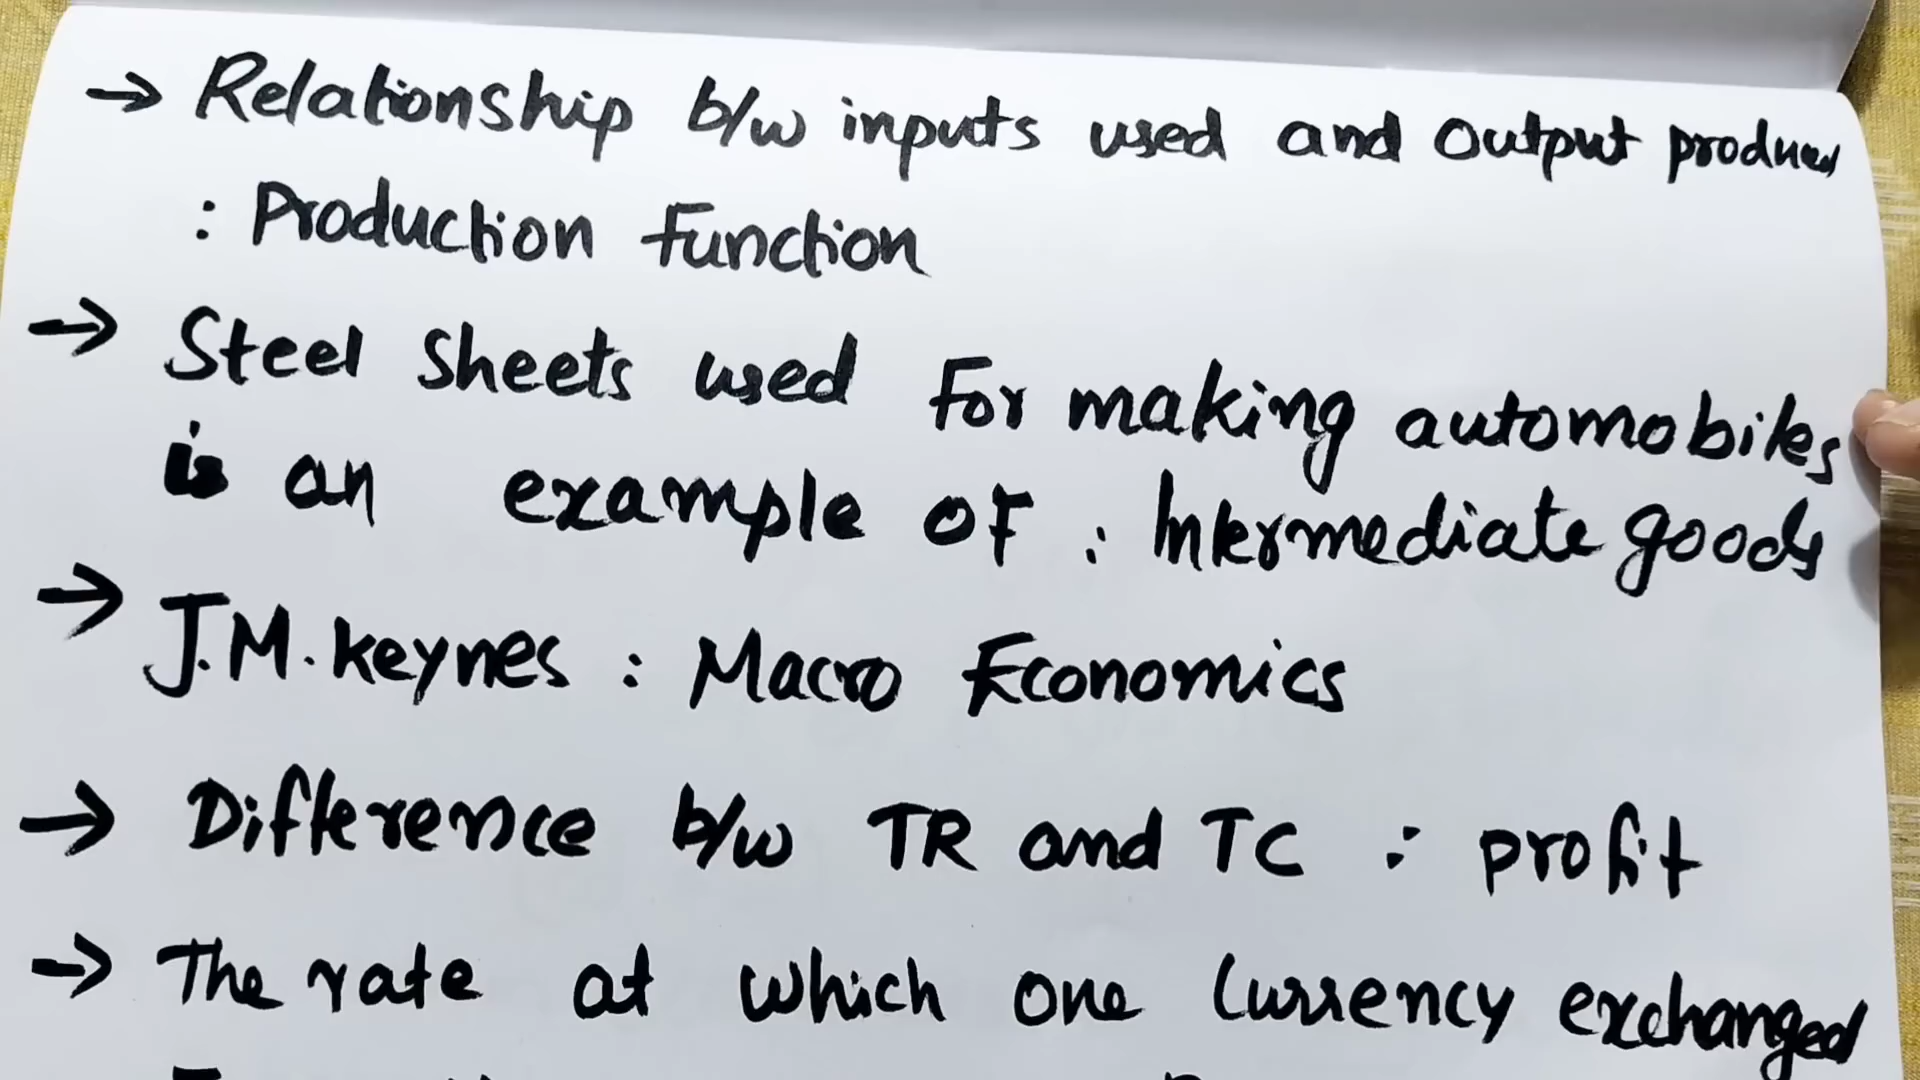 → Relationship b/w inputs used and output produced
: Production Function
→ Steel sheets used for making automobiles
is an example of : Intermediate goods
→ J.M. Keynes : Macro Economics
→ Difference b/w TR and TC : profit
→ The rate at which one currency exchanged